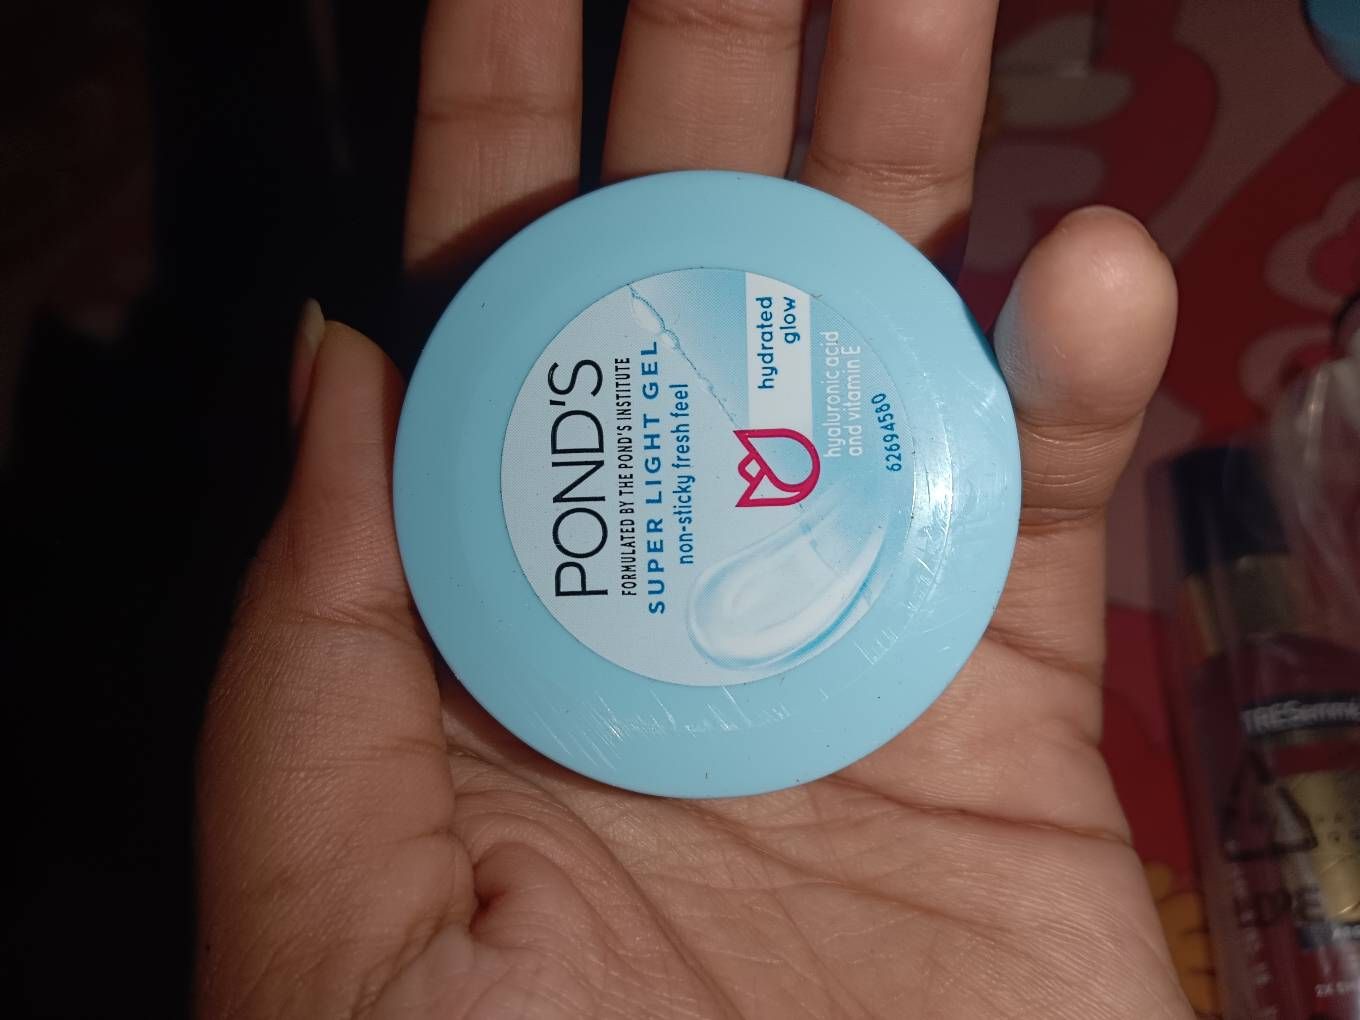 POND'S
FORMULATED BY THE POND'S INSTITUTE
SUPER LIGHT GEL
non-sticky fresh feel
hydrated
glow
hyaluronic acid
and vitamin E
62694580
TRESemmé